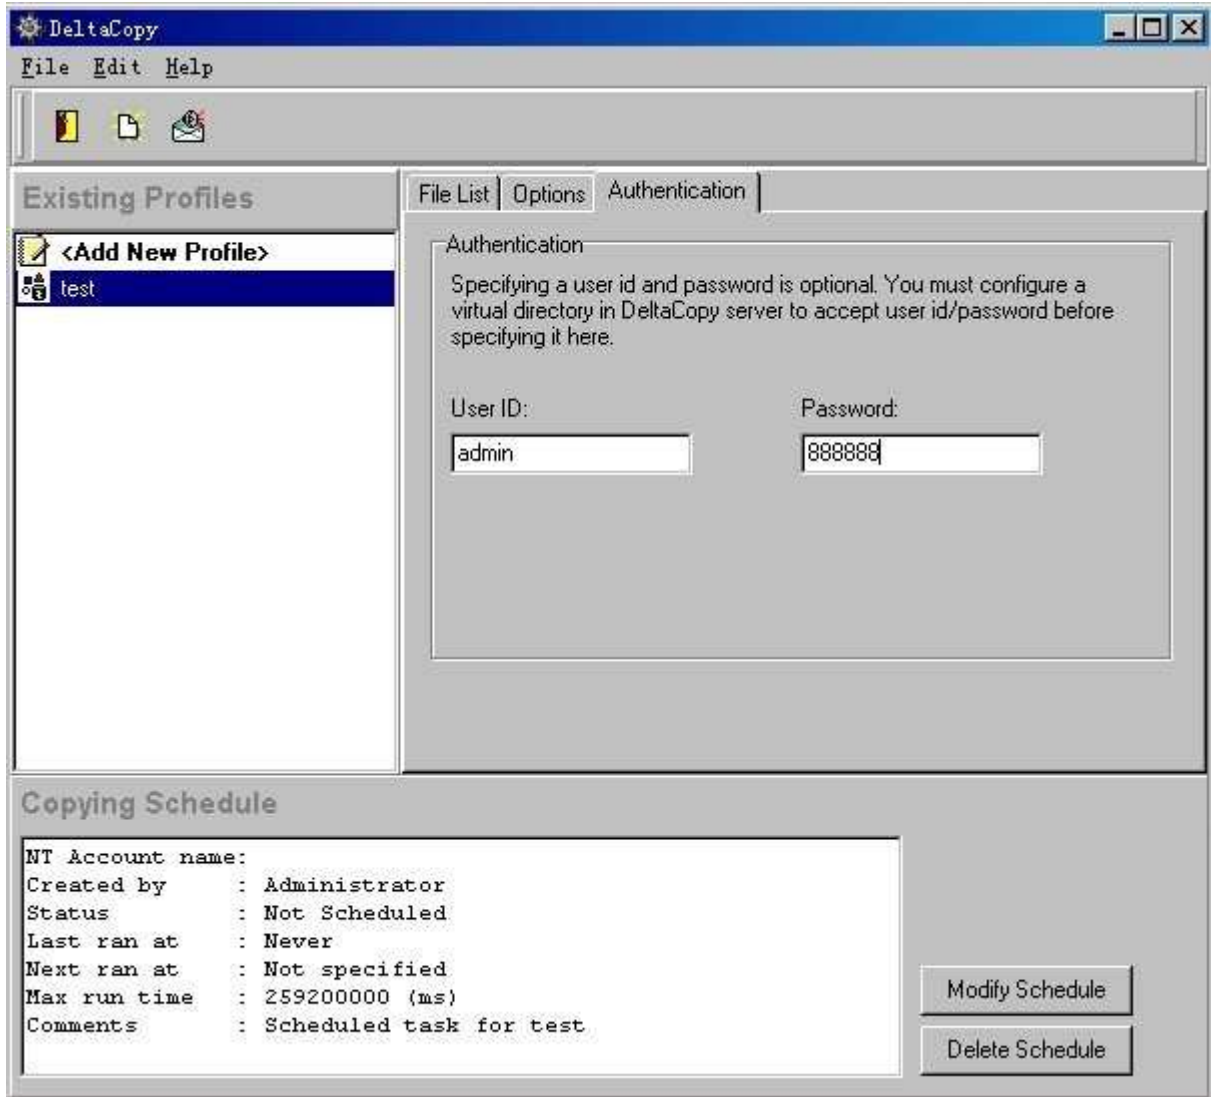 DeltaCopy
File Edit Help
Existing Profiles
<Add New Profile>
test
File List Options Authentication
Authentication
Specifying a user id and password is optional. You must configure a
virtual directory in DeltaCopy server to accept user id/password before
specifying it here.
User ID: Password:
admin 888888
Copying Schedule
NT Account name:
Created by : Administrator
Status : Not Scheduled
Last ran at : Never
Next ran at : Not specified
Max run time : 259200000 (ms)
Comments : Scheduled task for test
Modify Schedule
Delete Schedule